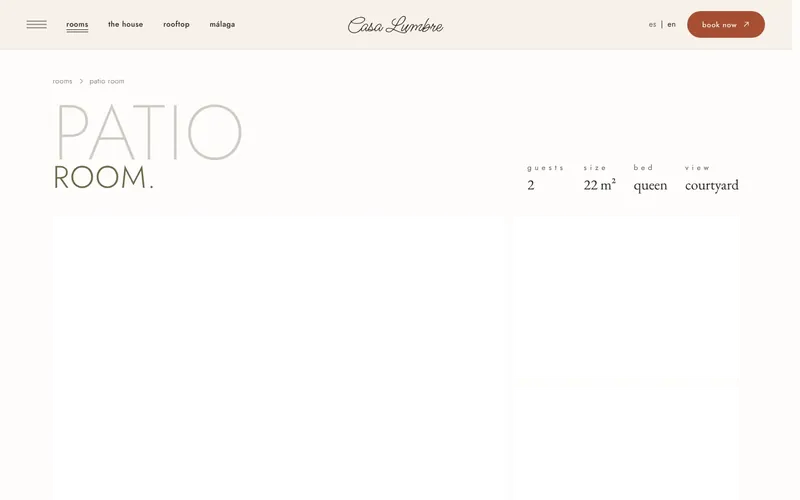 rooms the house rooftop málaga Casa Lumbre es | en book now
rooms > patio room
PATIO
ROOM.
guests size bed view
2 22 m² queen courtyard